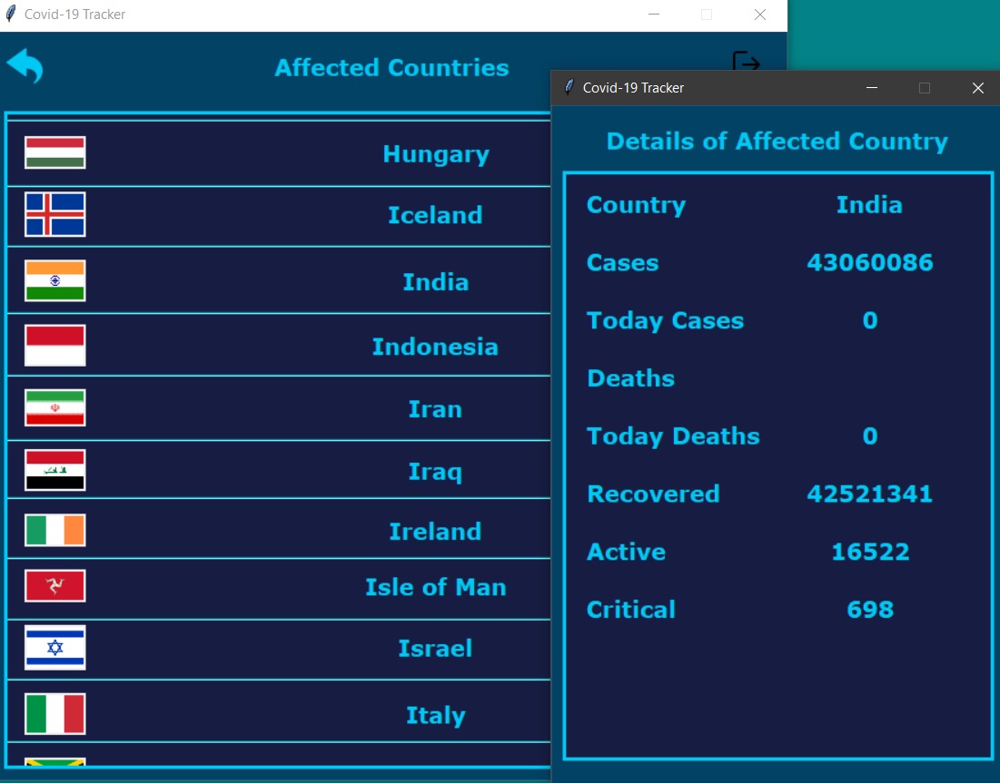 Covid-19 Tracker
Affected Countries
Hungary
Iceland
India
Indonesia
Iran
Iraq
Ireland
Isle of Man
Israel
Italy
Covid-19 Tracker
Details of Affected Country
Country India
Cases 43060086
Today Cases 0
Deaths
Today Deaths 0
Recovered 42521341
Active 16522
Critical 698